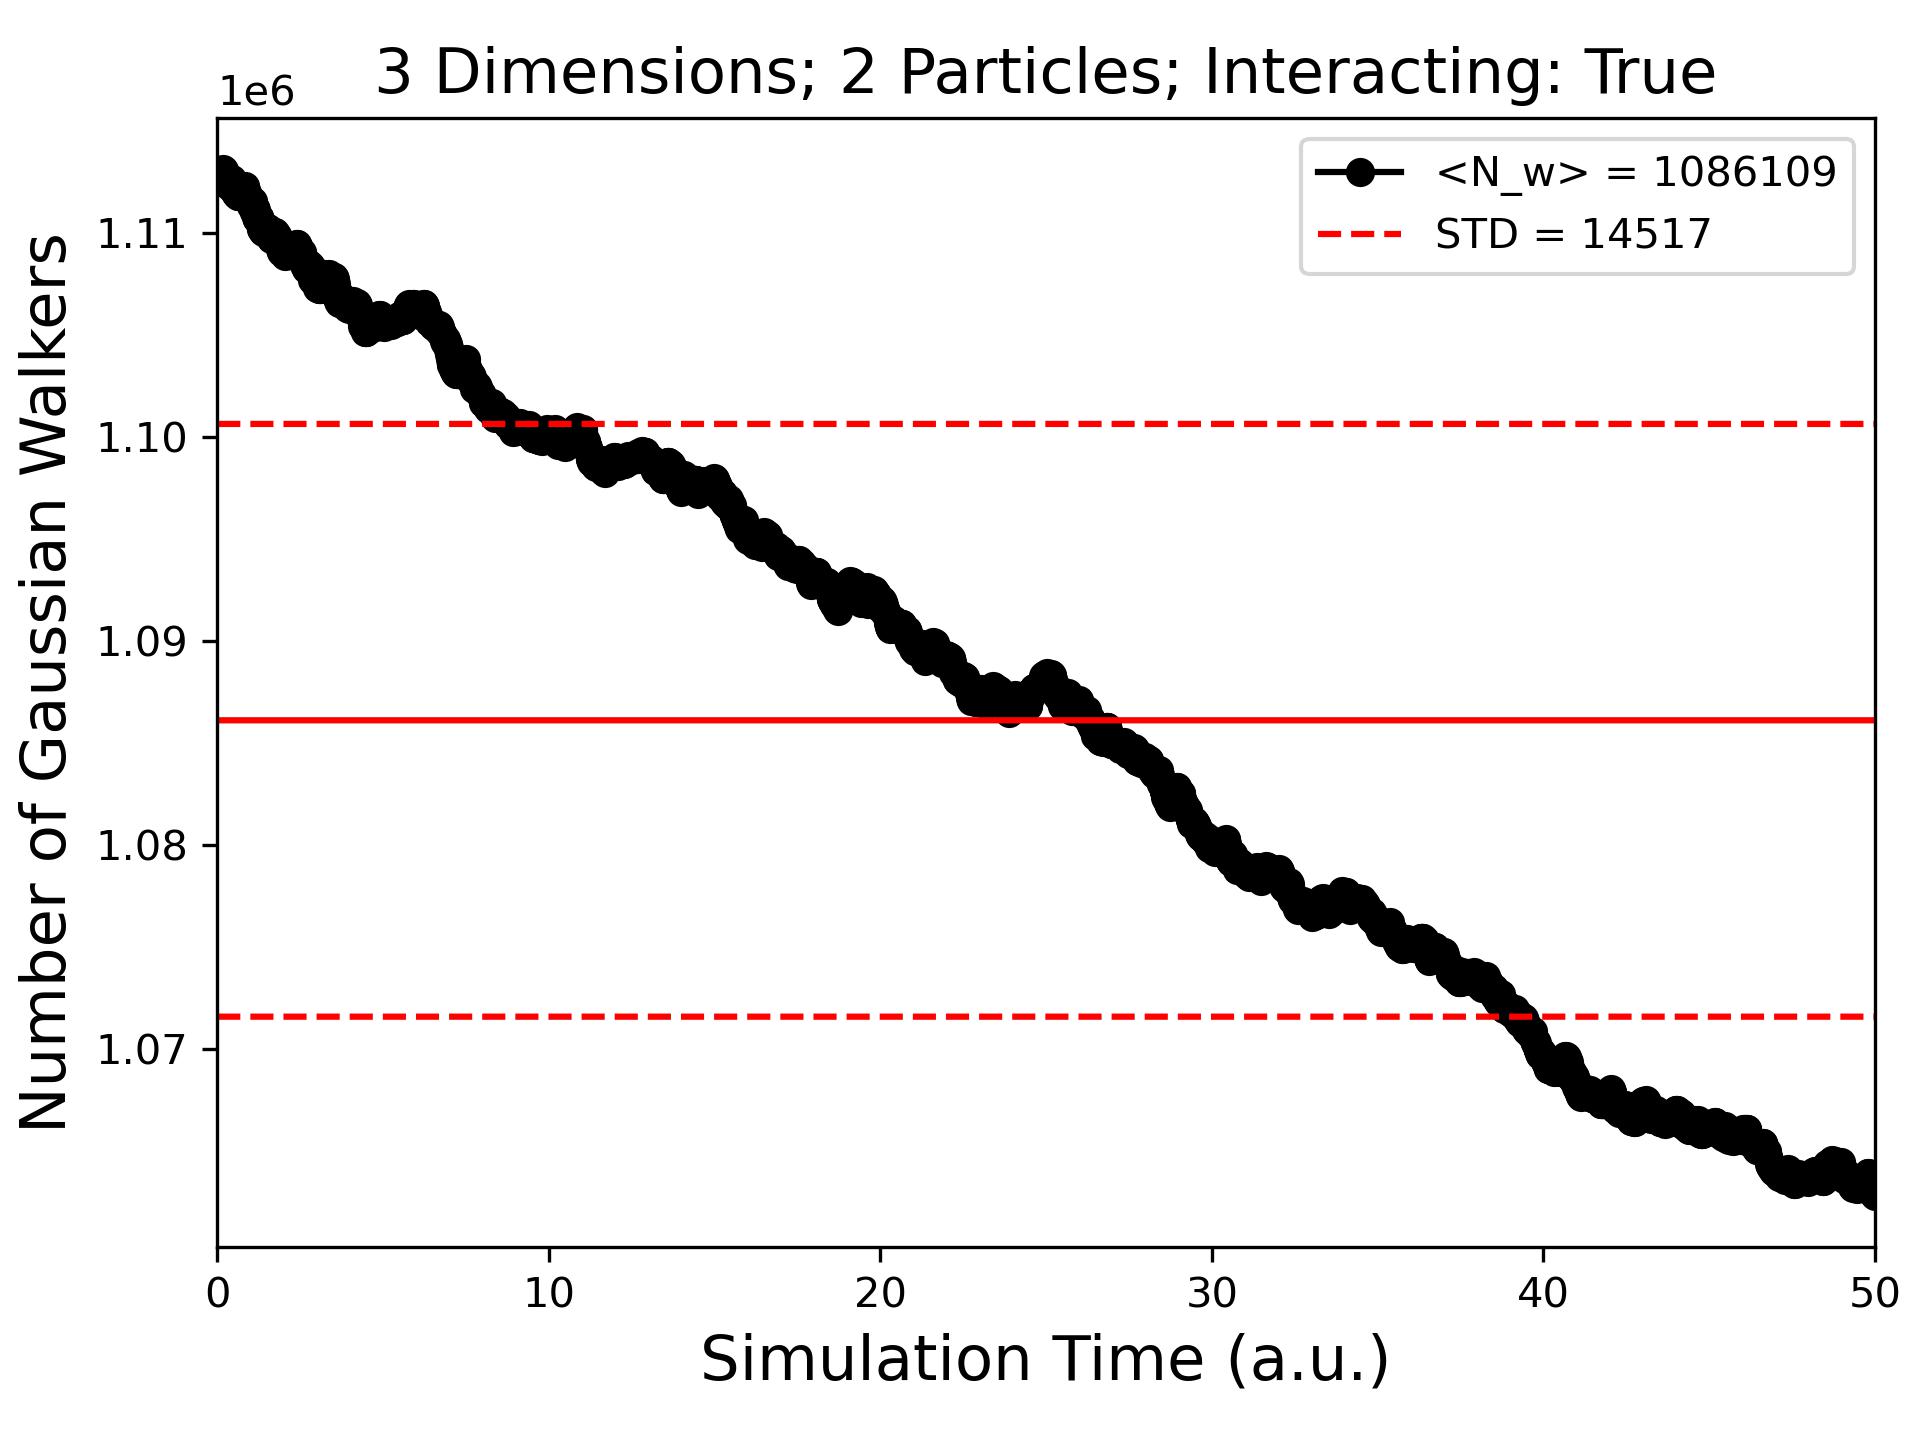 3 Dimensions; 2 Particles; Interacting: True
1e6
<N_w> = 1086109
STD = 14517
1.11
1.10
1.09
1.08
1.07
Number of Gaussian Walkers
0 10 20 30 40 50
Simulation Time (a.u.)